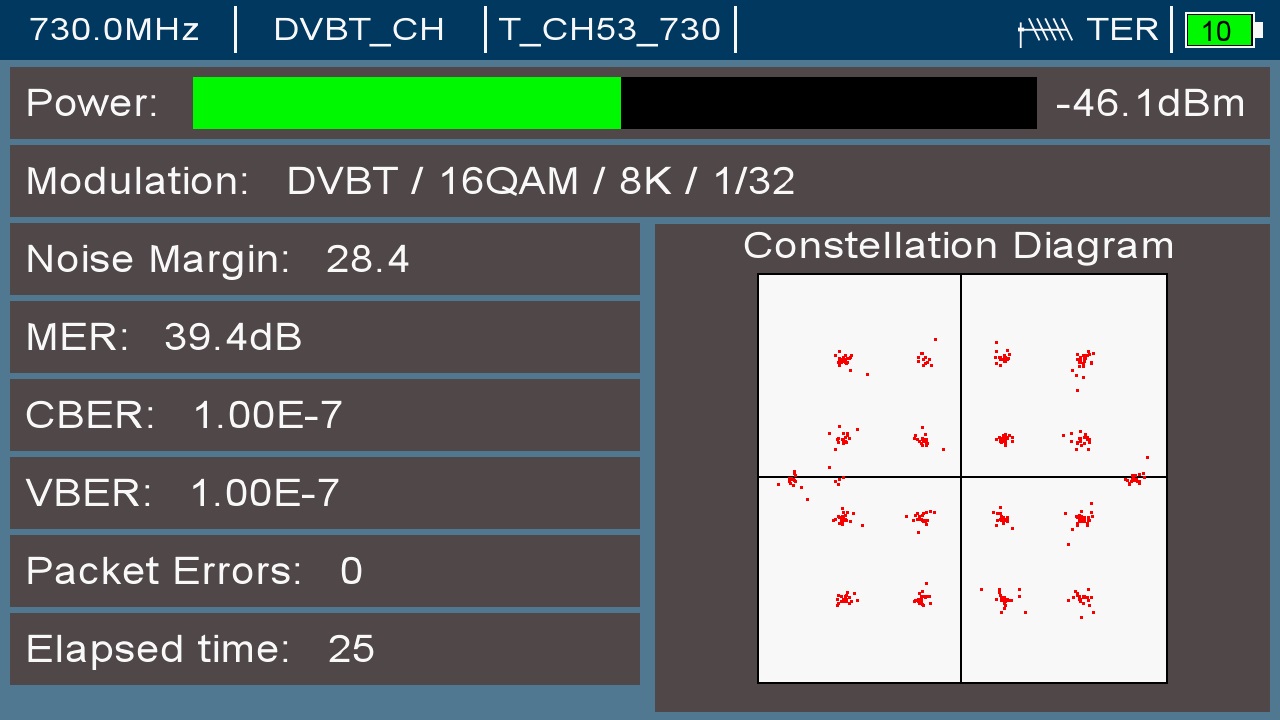 730.0MHz DVBT_CH T_CH53_730 TER 10
Power: -46.1dBm
Modulation: DVBT / 16QAM / 8K / 1/32
Noise Margin: 28.4
Constellation Diagram
MER: 39.4dB
CBER: 1.00E-7
VBER: 1.00E-7
Packet Errors: 0
Elapsed time: 25